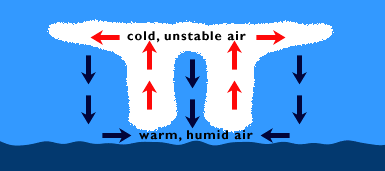 cold, unstable air
warm, humid air